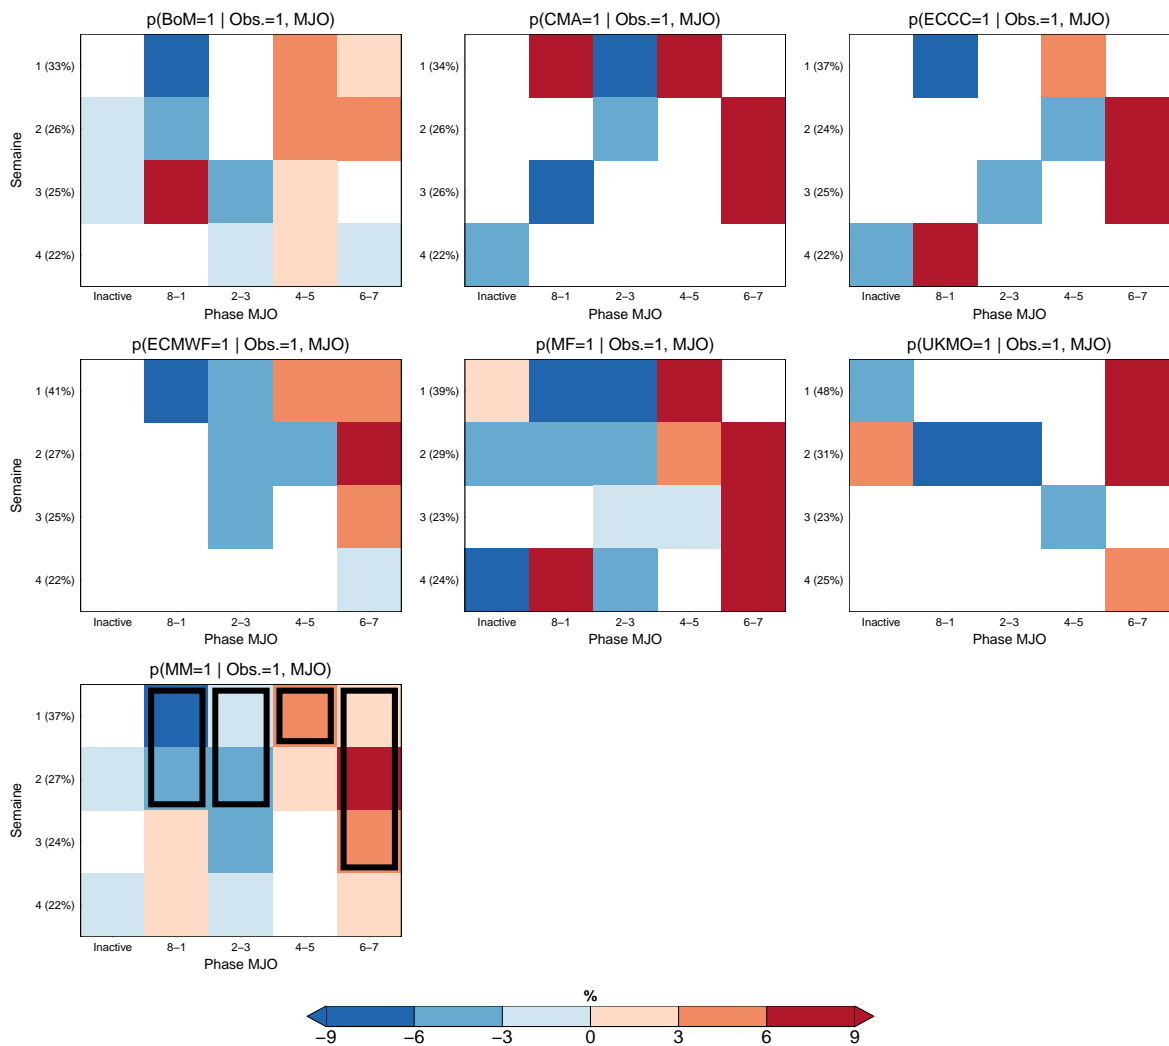 p(BoM=1 | Obs.=1, MJO)
p(CMA=1 | Obs.=1, MJO)
p(ECCC=1 | Obs.=1, MJO)
Semaine
1 (33%)
2 (26%)
3 (25%)
4 (22%)
Inactive 8−1 2−3 4−5 6−7
Phase MJO
1 (34%)
2 (26%)
3 (26%)
4 (22%)
Inactive 8−1 2−3 4−5 6−7
Phase MJO
1 (37%)
2 (24%)
3 (25%)
4 (22%)
Inactive 8−1 2−3 4−5 6−7
Phase MJO
p(ECMWF=1 | Obs.=1, MJO)
p(MF=1 | Obs.=1, MJO)
p(UKMO=1 | Obs.=1, MJO)
Semaine
1 (41%)
2 (27%)
3 (25%)
4 (22%)
Inactive 8−1 2−3 4−5 6−7
Phase MJO
1 (39%)
2 (29%)
3 (23%)
4 (24%)
Inactive 8−1 2−3 4−5 6−7
Phase MJO
1 (48%)
2 (31%)
3 (23%)
4 (25%)
Inactive 8−1 2−3 4−5 6−7
Phase MJO
p(MM=1 | Obs.=1, MJO)
Semaine
1 (37%)
2 (27%)
3 (24%)
4 (22%)
Inactive 8−1 2−3 4−5 6−7
Phase MJO
%
−9 −6 −3 0 3 6 9